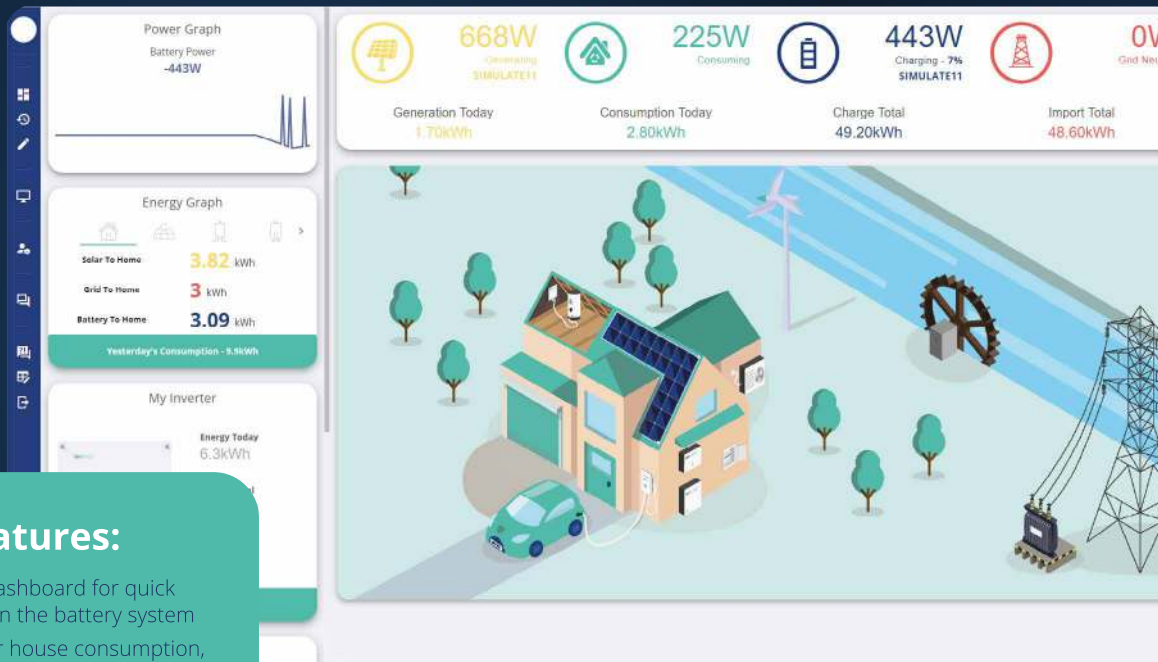 Power Graph
Battery Power
-443W
Energy Graph
Solar To Home 3.82 kWh
Grid To Home 3 kWh
Battery To Home 3.09 kWh
Yesterday's Consumption - 9.9kWh
My Inverter
Energy Today
6.3kWh
atures:
ashboard for quick
n the battery system
r house consumption,
668W
Generating
SIMULATE11
Generation Today
1.70kWh
225W
Consuming
Consumption Today
2.80kWh
443W
Charging - 7%
SIMULATE11
Charge Total
49.20kWh
0W
Grid Neu
Import Total
48.60kWh